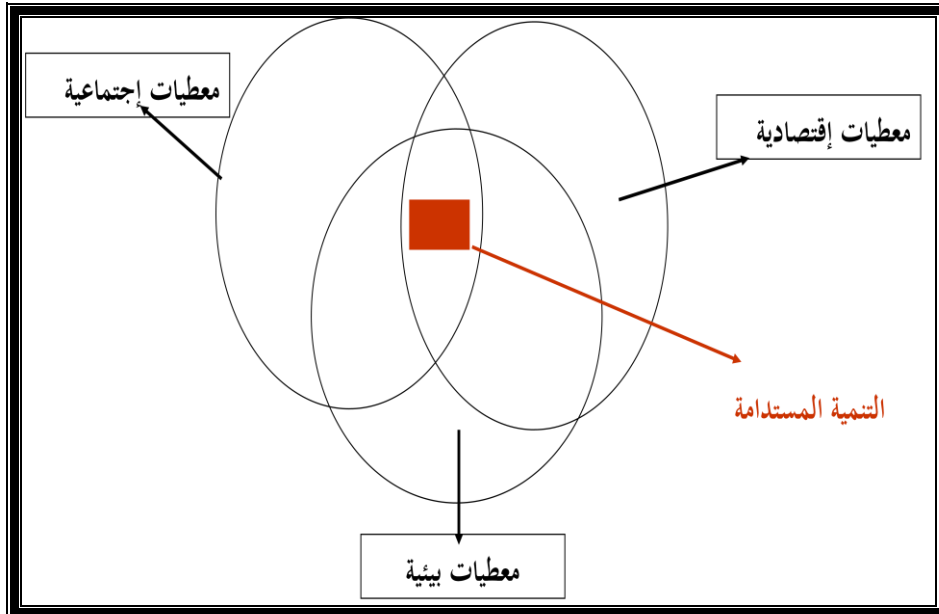 معطيات إجتماعية
معطيات إقتصادية
التنمية المستدامة
معطيات بيئية